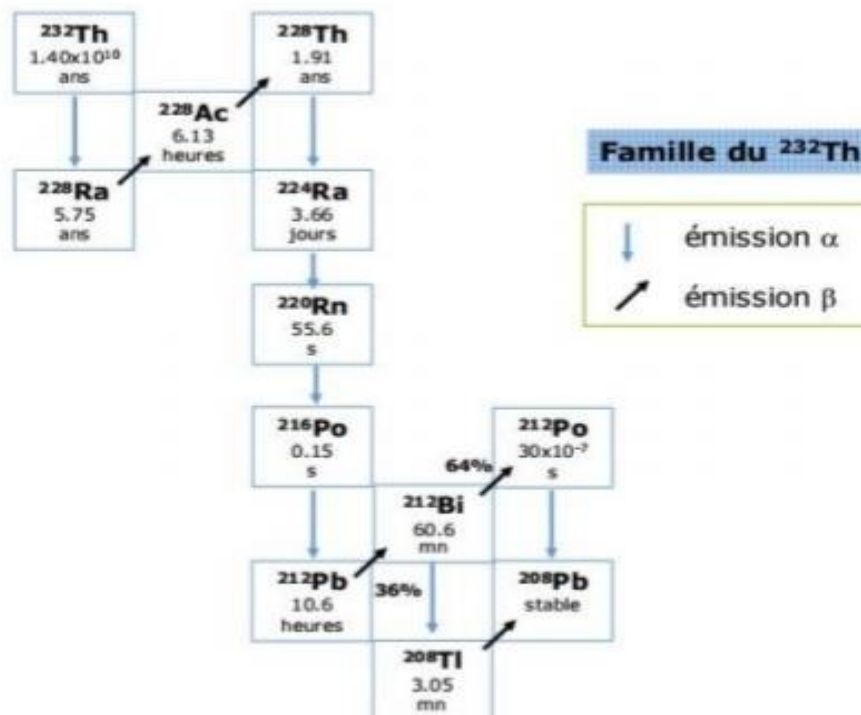 ²³²Th
1.40x10¹⁰
ans
²²⁸Th
1.91
ans
²²⁸Ac
6.13
heures
²²⁸Ra
5.75
ans
²²⁴Ra
3.66
jours
Famille du ²³²Th
émission α
émission β
²²⁰Rn
55.6
s
²¹⁶Po
0.15
s
²¹²Po
30x10⁻⁷
s
64%
²¹²Bi
60.6
mn
²¹²Pb
10.6
heures
36%
²⁰⁸Pb
stable
²⁰⁸Tl
3.05
mn